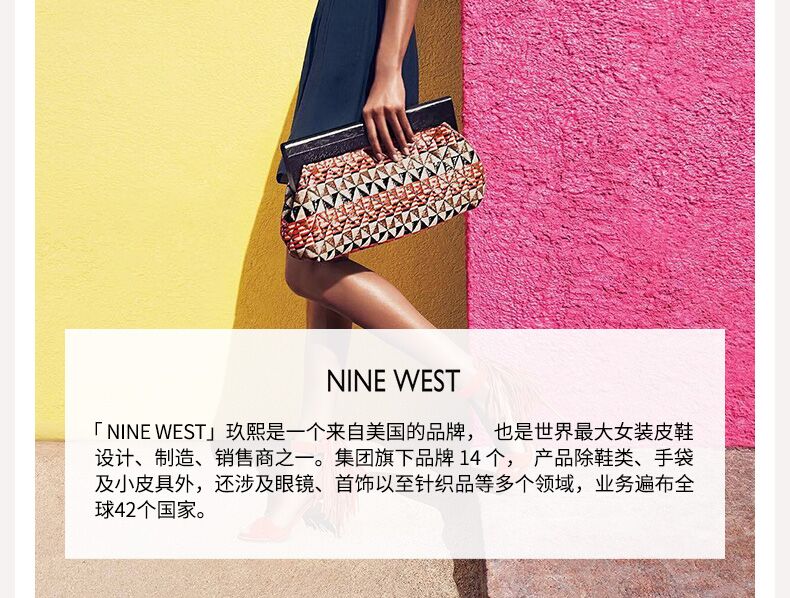 NINE WEST
「NINE WEST」玖熙是一个来自美国的品牌， 也是世界最大女装皮鞋
设计、制造、销售商之一。集团旗下品牌 14 个， 产品除鞋类、手袋
及小皮具外，还涉及眼镜、首饰以至针织品等多个领域，业务遍布全
球42个国家。